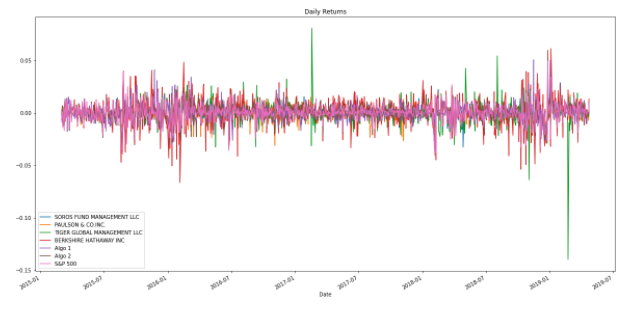 Daily Returns
0.05
0.00
−0.05
−0.10
−0.15
SOROS FUND MANAGEMENT LLC
PAULSON & CO.INC.
TIGER GLOBAL MANAGEMENT LLC
BERKSHIRE HATHAWAY INC
Algo 1
Algo 2
S&P 500
2015-01
2015-07
2016-01
2016-07
2017-01
2017-07
2018-01
2018-07
2019-01
2019-07
Date